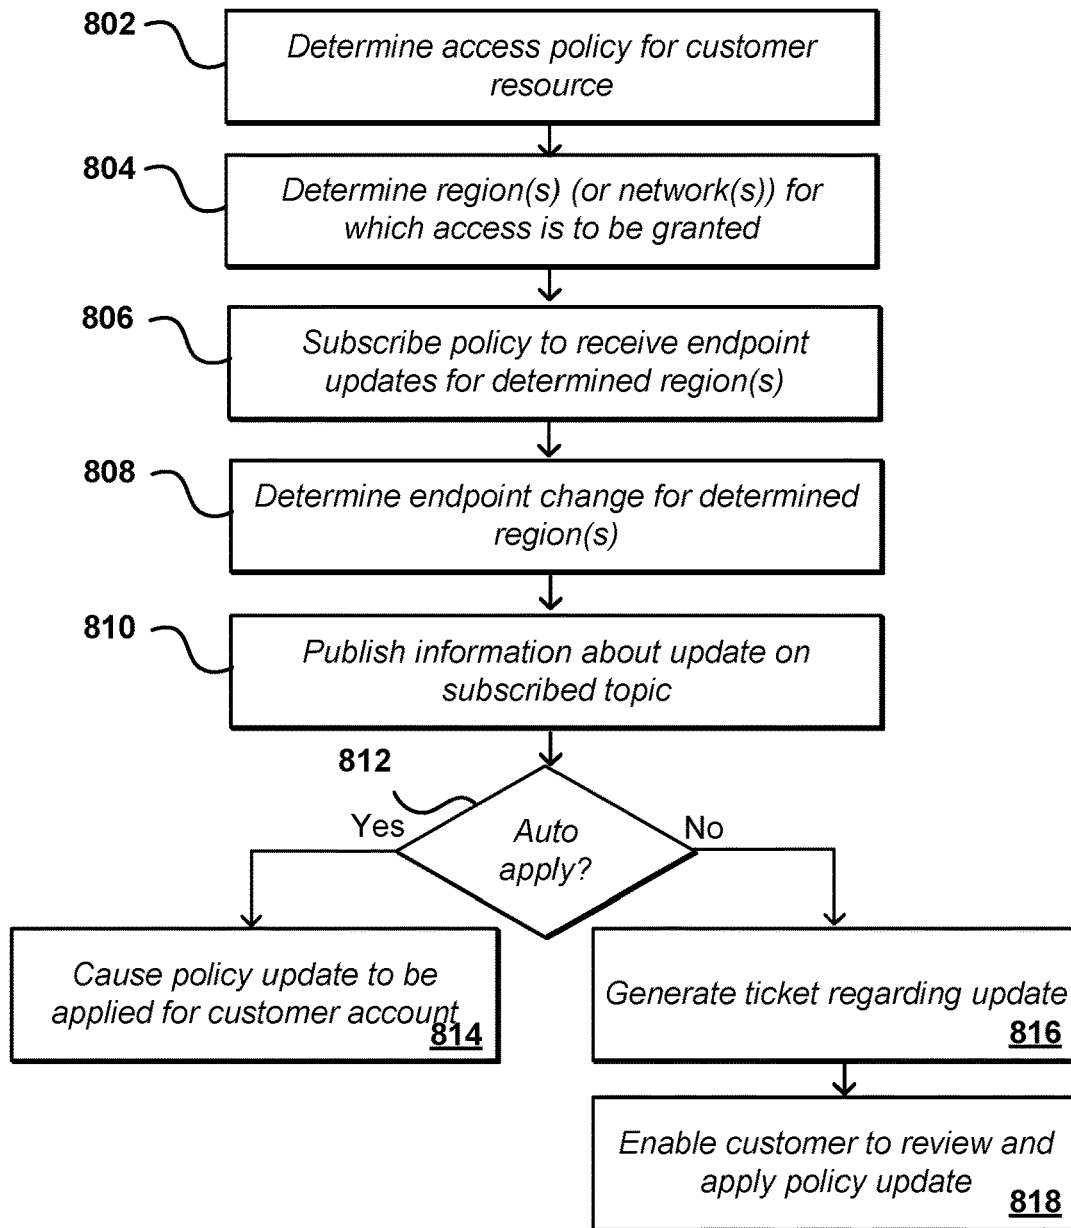 802
Determine access policy for customer
resource
804
Determine region(s) (or network(s)) for
which access is to be granted
806
Subscribe policy to receive endpoint
updates for determined region(s)
808
Determine endpoint change for determined
region(s)
810
Publish information about update on
subscribed topic
812
Yes
Auto
apply?
No
Cause policy update to be
applied for customer account
814
Generate ticket regarding update
816
Enable customer to review and
apply policy update
818